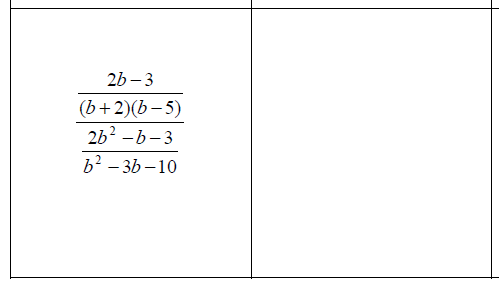 2b – 3
(b + 2)(b – 5)
2b² – b – 3
b² – 3b – 10